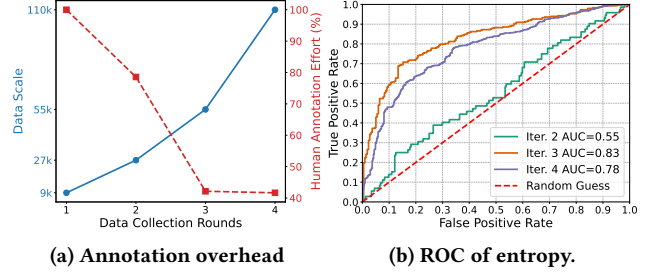 110k
55k
27k
9k
Data Scale
100
90
80
70
60
50
40
Human Annotation Effort (%)
1
2
3
4
Data Collection Rounds
(a) Annotation overhead
1.0
0.9
0.8
0.7
0.6
0.5
0.4
0.3
0.2
0.1
0.0
True Positive Rate
Iter. 2 AUC=0.55
Iter. 3 AUC=0.83
Iter. 4 AUC=0.78
Random Guess
0.0 0.1 0.2 0.3 0.4 0.5 0.6 0.7 0.8 0.9 1.0
False Positive Rate
(b) ROC of entropy.